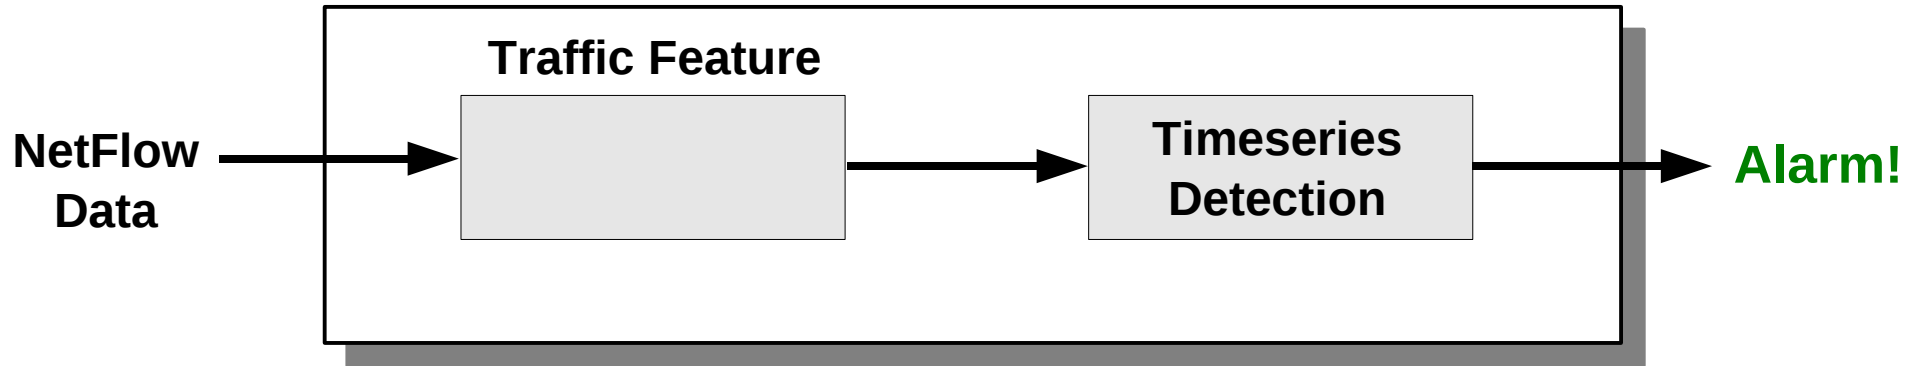 Traffic Feature
NetFlow
Data
Timeseries
Detection
Alarm!